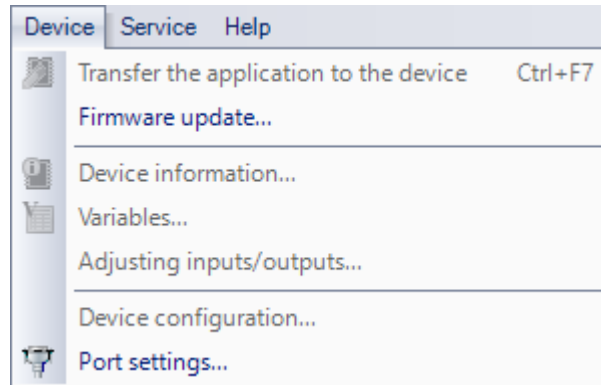 Device Service Help
Transfer the application to the device Ctrl+F7
Firmware update...
Device information...
Variables...
Adjusting inputs/outputs...
Device configuration...
Port settings...